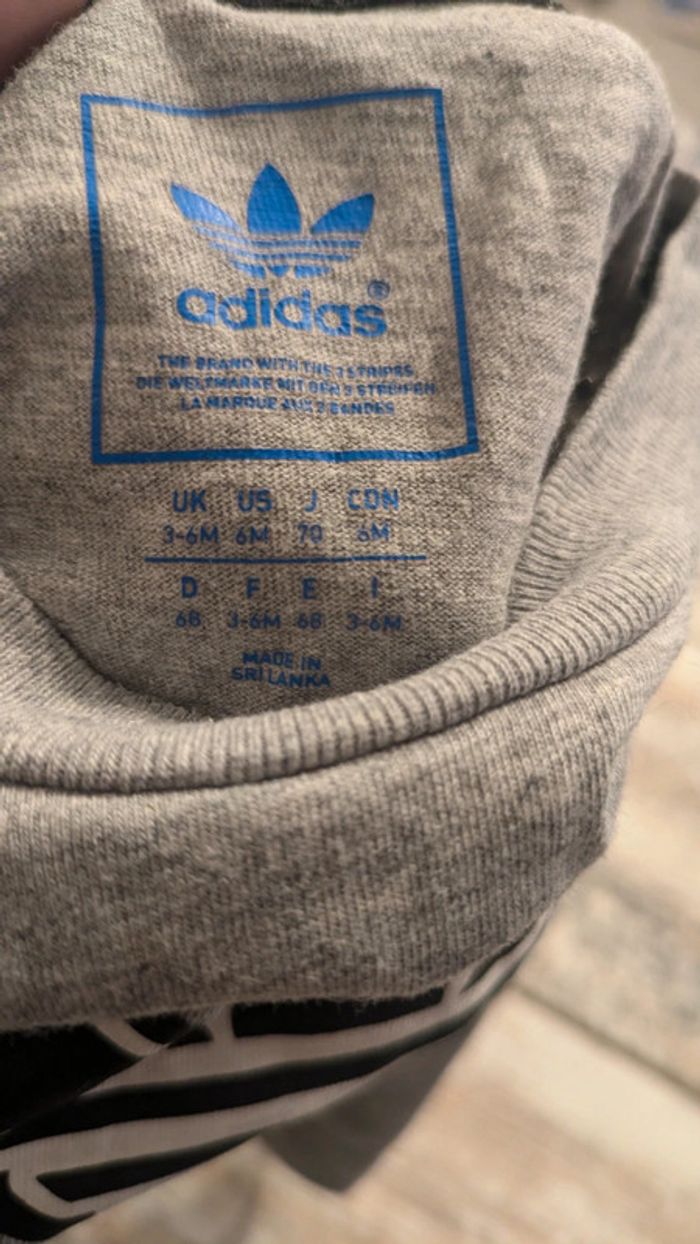 adidas®
THE BRAND WITH THE 3 STRIPES
DIE WELTMARKE MIT DEN 3 STREIFEN
LA MARQUE AUX 3 BANDES
UK US J CDN
3-6M 6M 70 6M
D F E I
68 3-6M 68 3-6M
MADE IN
SRI LANKA